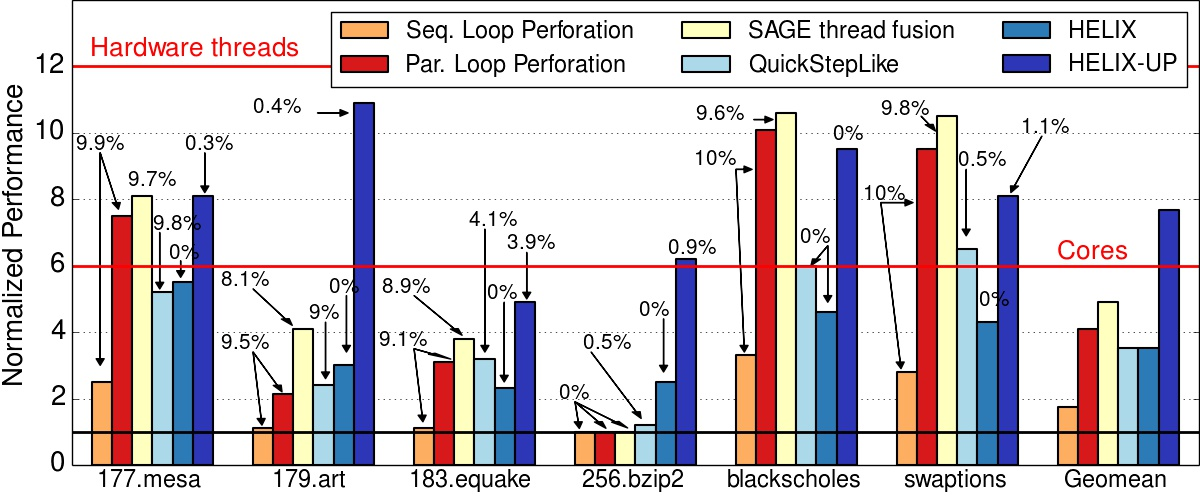 Hardware threads
Seq. Loop Perforation
SAGE thread fusion
HELIX
Par. Loop Perforation
QuickStepLike
HELIX-UP
Normalized Performance
12
10
8
6
4
2
0
Cores
9.9%
9.7%
9.8%
0%
0.3%
8.1%
9.5%
9%
0%
0.4%
8.9%
9.1%
4.1%
0%
3.9%
0%
0.5%
0%
0.9%
10%
9.6%
0%
0%
10%
9.8%
0.5%
0%
1.1%
177.mesa
179.art
183.equake
256.bzip2
blackscholes
swaptions
Geomean